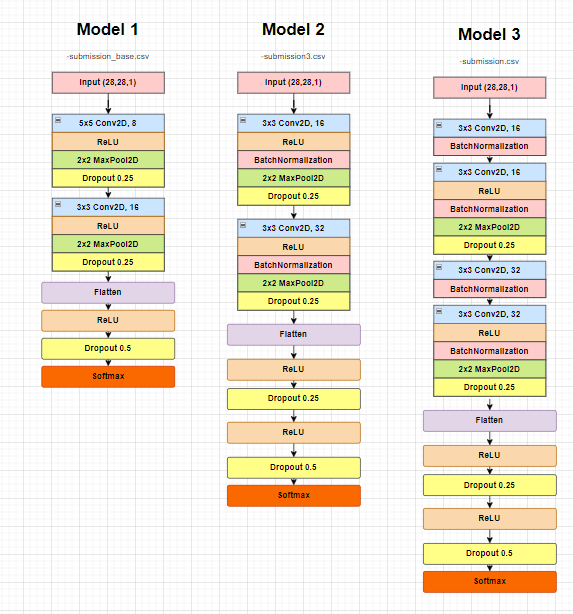 Model 1
-submission_base.csv
Input (28,28,1)
5x5 Conv2D, 8
ReLU
2x2 MaxPool2D
Dropout 0.25
3x3 Conv2D, 16
ReLU
2x2 MaxPool2D
Dropout 0.25
Flatten
ReLU
Dropout 0.5
Softmax
Model 2
-submission3.csv
Input (28,28,1)
3x3 Conv2D, 16
ReLU
BatchNormalization
2x2 MaxPool2D
Dropout 0.25
3x3 Conv2D, 32
ReLU
BatchNormalization
2x2 MaxPool2D
Dropout 0.25
Flatten
ReLU
Dropout 0.25
ReLU
Dropout 0.5
Softmax
Model 3
-submission.csv
Input (28,28,1)
3x3 Conv2D, 16
BatchNormalization
3x3 Conv2D, 16
ReLU
BatchNormalization
2x2 MaxPool2D
Dropout 0.25
3x3 Conv2D, 32
BatchNormalization
3x3 Conv2D, 32
ReLU
BatchNormalization
2x2 MaxPool2D
Dropout 0.25
Flatten
ReLU
Dropout 0.25
ReLU
Dropout 0.5
Softmax